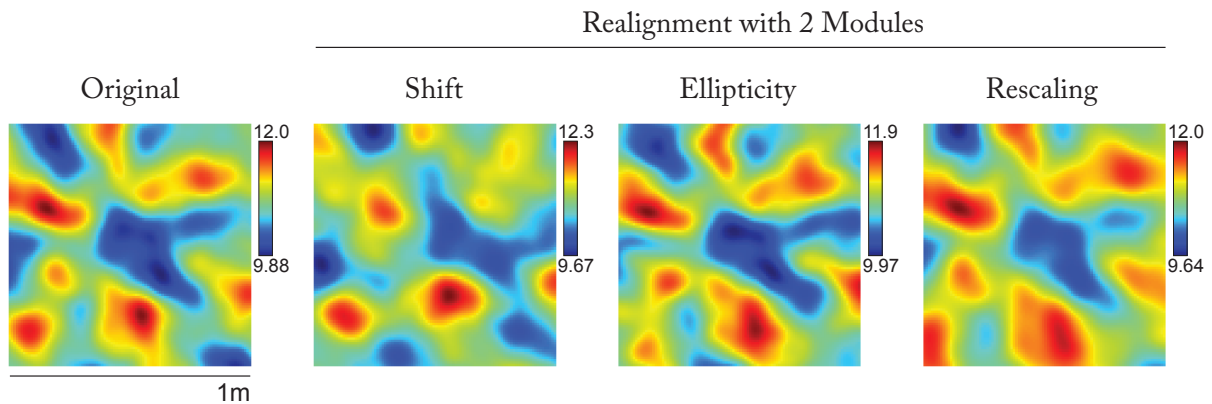 Realignment with 2 Modules
Original
Shift
Ellipticity
Rescaling
12.0
12.3
11.9
12.0
9.88
9.67
9.97
9.64
1m